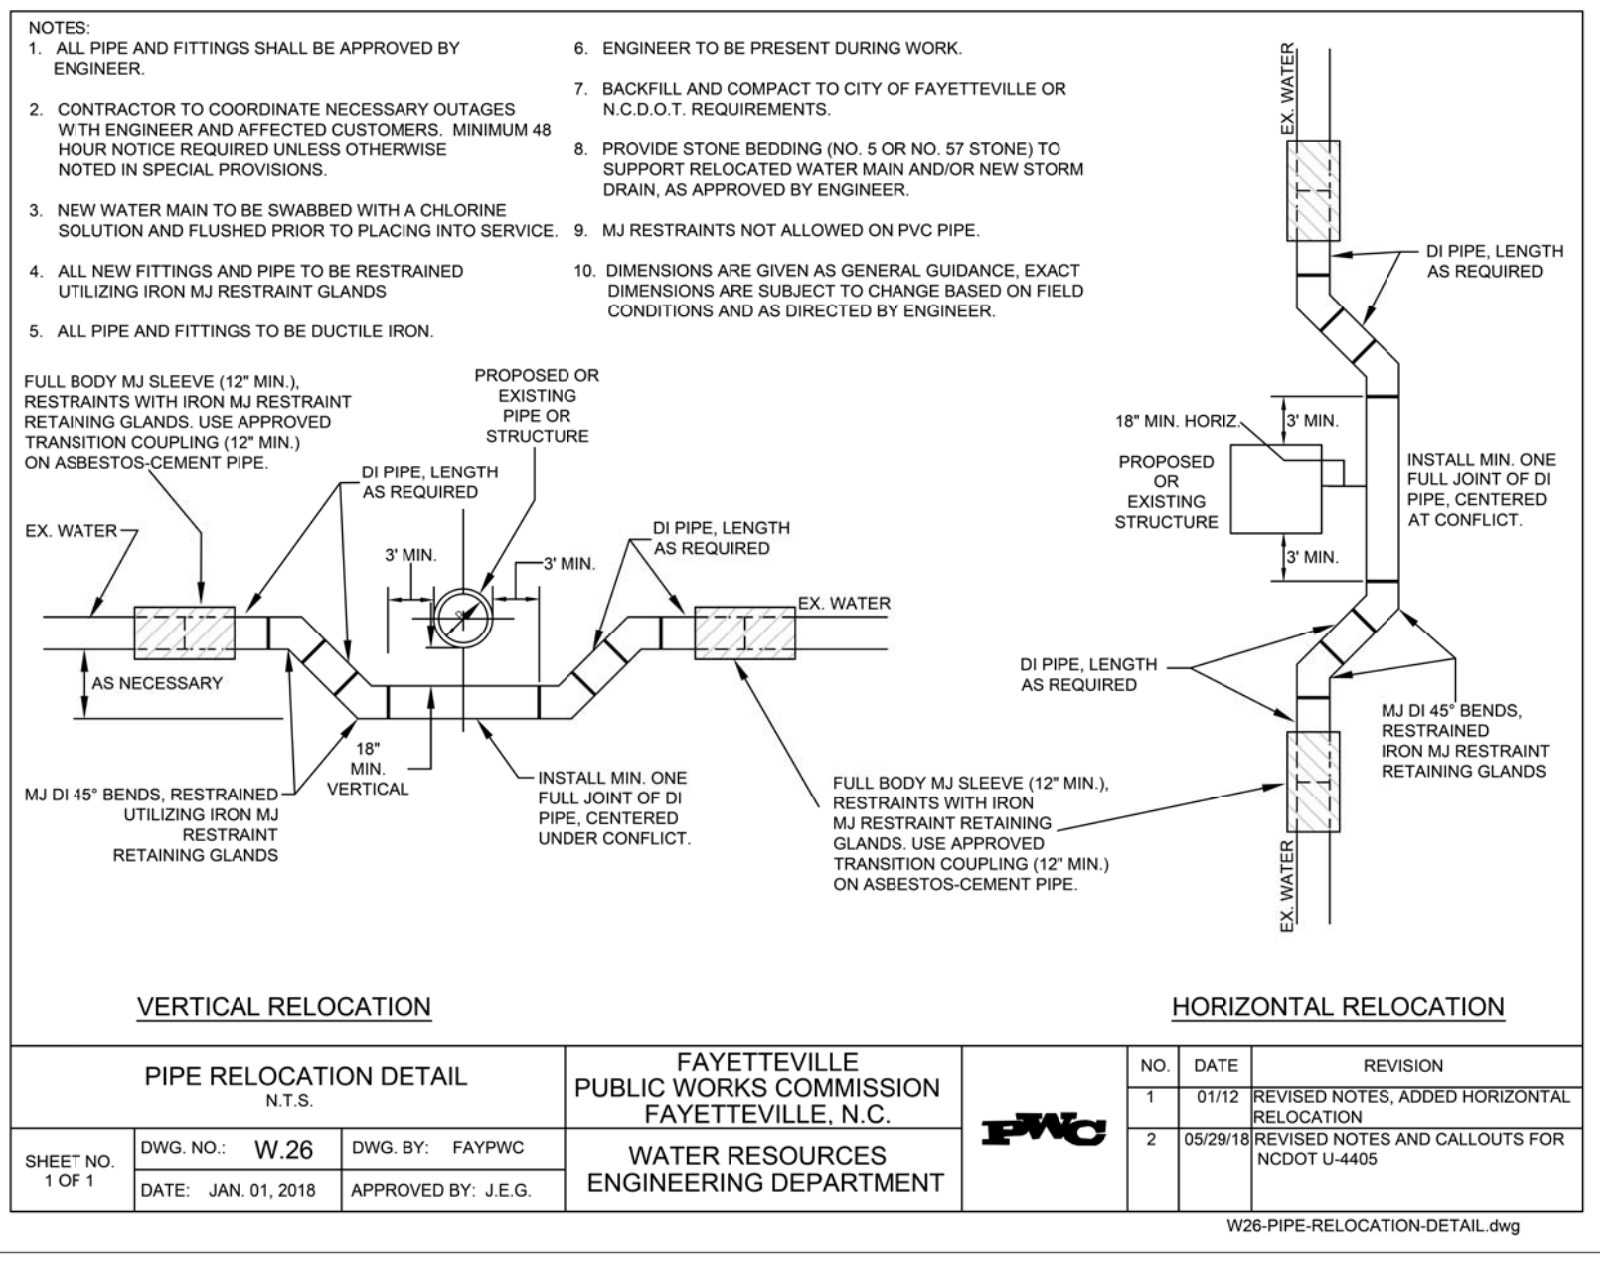 NOTES:
1. ALL PIPE AND FITTINGS SHALL BE APPROVED BY
ENGINEER.
2. CONTRACTOR TO COORDINATE NECESSARY OUTAGES
WITH ENGINEER AND AFFECTED CUSTOMERS. MINIMUM 48
HOUR NOTICE REQUIRED UNLESS OTHERWISE
NOTED IN SPECIAL PROVISIONS.
3. NEW WATER MAIN TO BE SWABBED WITH A CHLORINE
SOLUTION AND FLUSHED PRIOR TO PLACING INTO SERVICE.
4. ALL NEW FITTINGS AND PIPE TO BE RESTRAINED
UTILIZING IRON MJ RESTRAINT GLANDS
5. ALL PIPE AND FITTINGS TO BE DUCTILE IRON.
6. ENGINEER TO BE PRESENT DURING WORK.
7. BACKFILL AND COMPACT TO CITY OF FAYETTEVILLE OR
N.C.D.O.T. REQUIREMENTS.
8. PROVIDE STONE BEDDING (NO. 5 OR NO. 57 STONE) TO
SUPPORT RELOCATED WATER MAIN AND/OR NEW STORM
DRAIN, AS APPROVED BY ENGINEER.
9. MJ RESTRAINTS NOT ALLOWED ON PVC PIPE.
10. DIMENSIONS ARE GIVEN AS GENERAL GUIDANCE, EXACT
DIMENSIONS ARE SUBJECT TO CHANGE BASED ON FIELD
CONDITIONS AND AS DIRECTED BY ENGINEER.
FULL BODY MJ SLEEVE (12" MIN.),
RESTRAINTS WITH IRON MJ RESTRAINT
RETAINING GLANDS. USE APPROVED
TRANSITION COUPLING (12" MIN.)
ON ASBESTOS-CEMENT PIPE.
EX. WATER
DI PIPE, LENGTH
AS REQUIRED
PROPOSED OR
EXISTING
PIPE OR
STRUCTURE
3' MIN.
3' MIN.
DI PIPE, LENGTH
AS REQUIRED
EX. WATER
AS NECESSARY
18"
MIN.
VERTICAL
MJ DI 45° BENDS, RESTRAINED
UTILIZING IRON MJ
RESTRAINT
RETAINING GLANDS
INSTALL MIN. ONE
FULL JOINT OF DI
PIPE, CENTERED
UNDER CONFLICT.
FULL BODY MJ SLEEVE (12" MIN.),
RESTRAINTS WITH IRON
MJ RESTRAINT RETAINING
GLANDS. USE APPROVED
TRANSITION COUPLING (12" MIN.)
ON ASBESTOS-CEMENT PIPE.
VERTICAL RELOCATION
EX. WATER
DI PIPE, LENGTH
AS REQUIRED
18" MIN. HORIZ.
3' MIN.
PROPOSED
OR
EXISTING
STRUCTURE
INSTALL MIN. ONE
FULL JOINT OF DI
PIPE, CENTERED
AT CONFLICT.
3' MIN.
DI PIPE, LENGTH
AS REQUIRED
MJ DI 45° BENDS,
RESTRAINED
IRON MJ RESTRAINT
RETAINING GLANDS
EX. WATER
HORIZONTAL RELOCATION
PIPE RELOCATION DETAIL
N.T.S.
SHEET NO.
1 OF 1
DWG. NO.: W.26
DWG. BY: FAYPWC
DATE: JAN. 01, 2018
APPROVED BY: J.E.G.
FAYETTEVILLE
PUBLIC WORKS COMMISSION
FAYETTEVILLE, N.C.
WATER RESOURCES
ENGINEERING DEPARTMENT
PWC
NO. DATE REVISION
1 01/12 REVISED NOTES, ADDED HORIZONTAL
RELOCATION
2 05/29/18 REVISED NOTES AND CALLOUTS FOR
NCDOT U-4405
W26-PIPE-RELOCATION-DETAIL.dwg